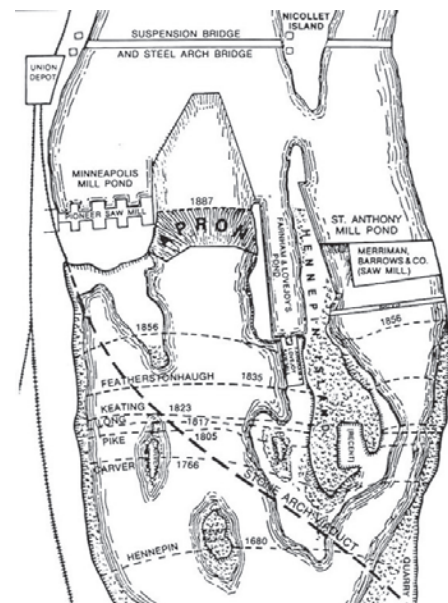 NICOLLET
ISLAND
SUSPENSION BRIDGE
AND STEEL ARCH BRIDGE
UNION
DEPOT
MINNEAPOLIS
MILL POND
PIONEER SAW MILL
1887
APRON
FARNHAM & LOVEJOY'S
POND
HENNEPIN ISLAND
ST. ANTHONY
MILL POND
MERRIMAN,
BARROWS & CO.
(SAW MILL)
1856
1856
FEATHERSTONHAUGH 1835
KEATING 1823
LONG 1817
PIKE 1805
CARVER 1766
STONE ARCH VIADUCT
HENNEPIN 1680
QUARRY